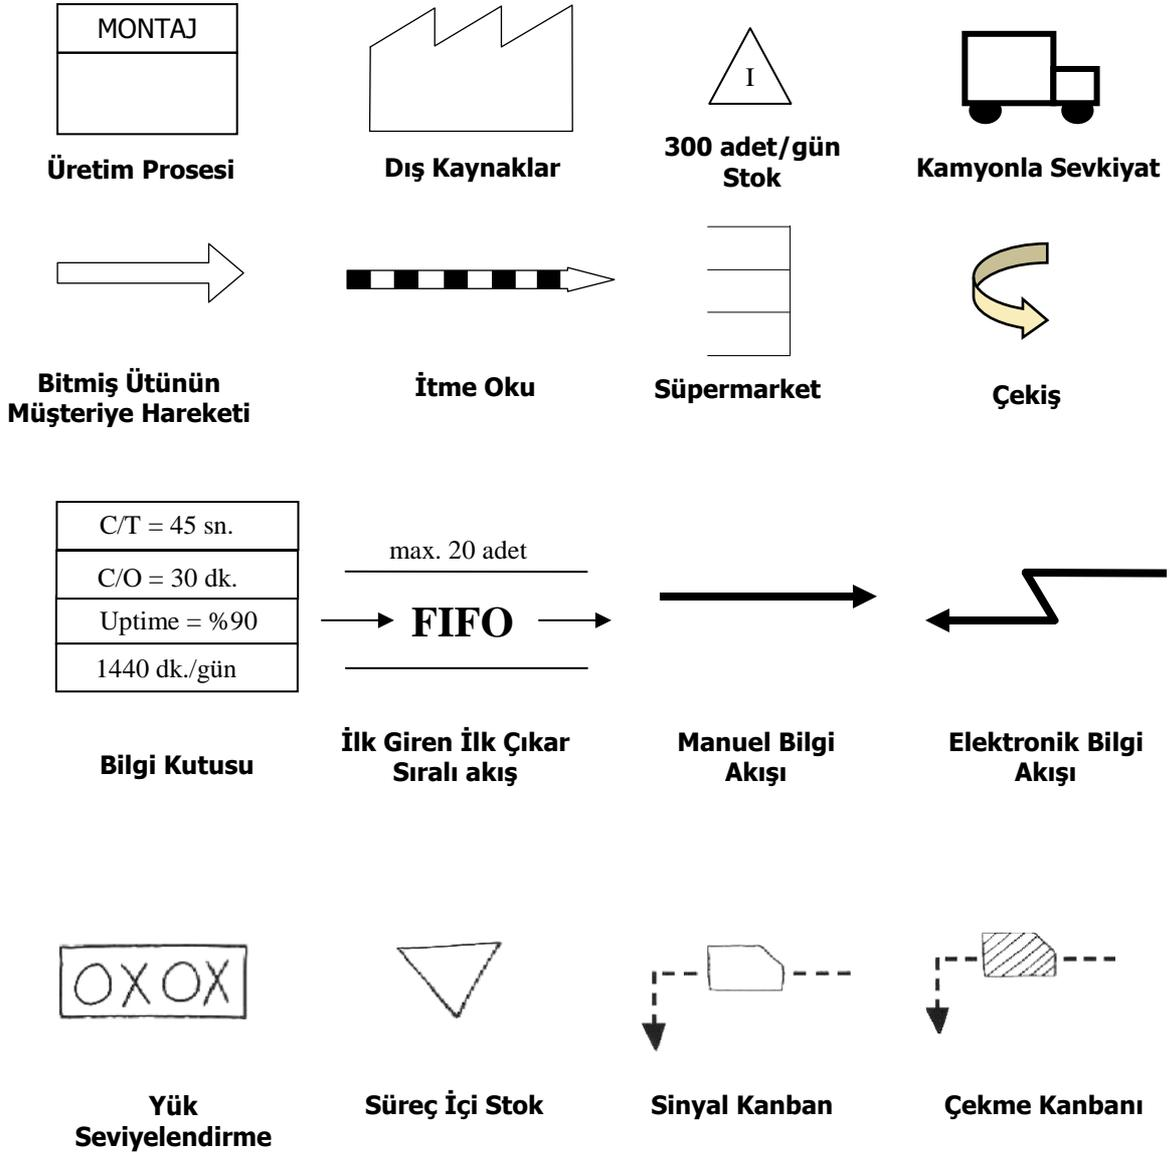 MONTAJ
Üretim Prosesi
Dış Kaynaklar
I
300 adet/gün
Stok
Kamyonla Sevkiyat
Bitmiş Ütünün
Müşteriye Hareketi
İtme Oku
Süpermarket
Çekiş
C/T = 45 sn.
C/O = 30 dk.
Uptime = %90
1440 dk./gün
Bilgi Kutusu
max. 20 adet
FIFO
İlk Giren İlk Çıkar
Sıralı akış
Manuel Bilgi
Akışı
Elektronik Bilgi
Akışı
OXOX
Yük
Seviyelendirme
Süreç İçi Stok
Sinyal Kanban
Çekme Kanbanı